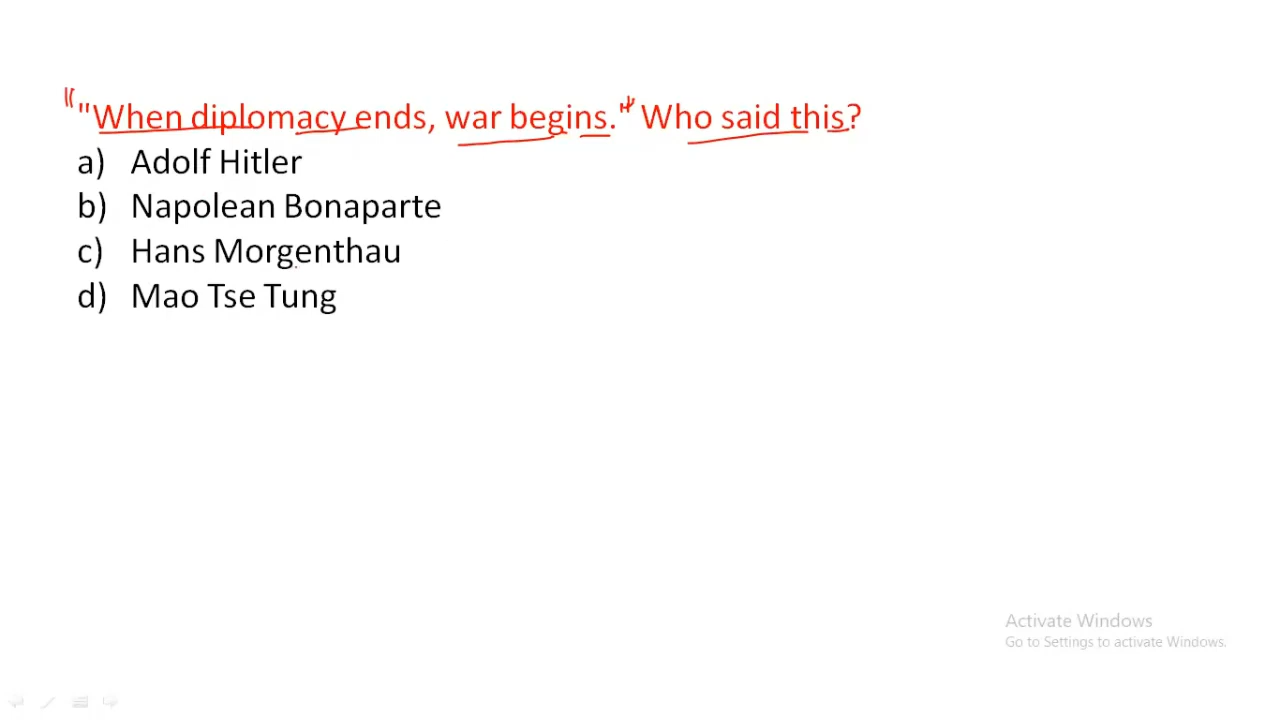 "When diplomacy ends, war begins." Who said this?
a) Adolf Hitler
b) Napolean Bonaparte
c) Hans Morgenthau
d) Mao Tse Tung
Activate Windows
Go to Settings to activate Windows.